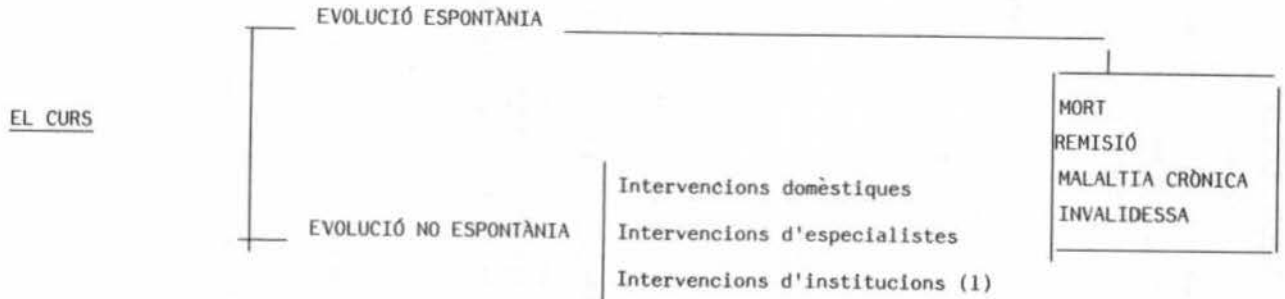 EVOLUCIÓ ESPONTÀNIA
EL CURS
MORT
REMISIÓ
MALALTIA CRÒNICA
INVALIDESSA
EVOLUCIÓ NO ESPONTÀNIA
Intervencions domèstiques
Intervencions d'especialistes
Intervencions d'institucions (1)